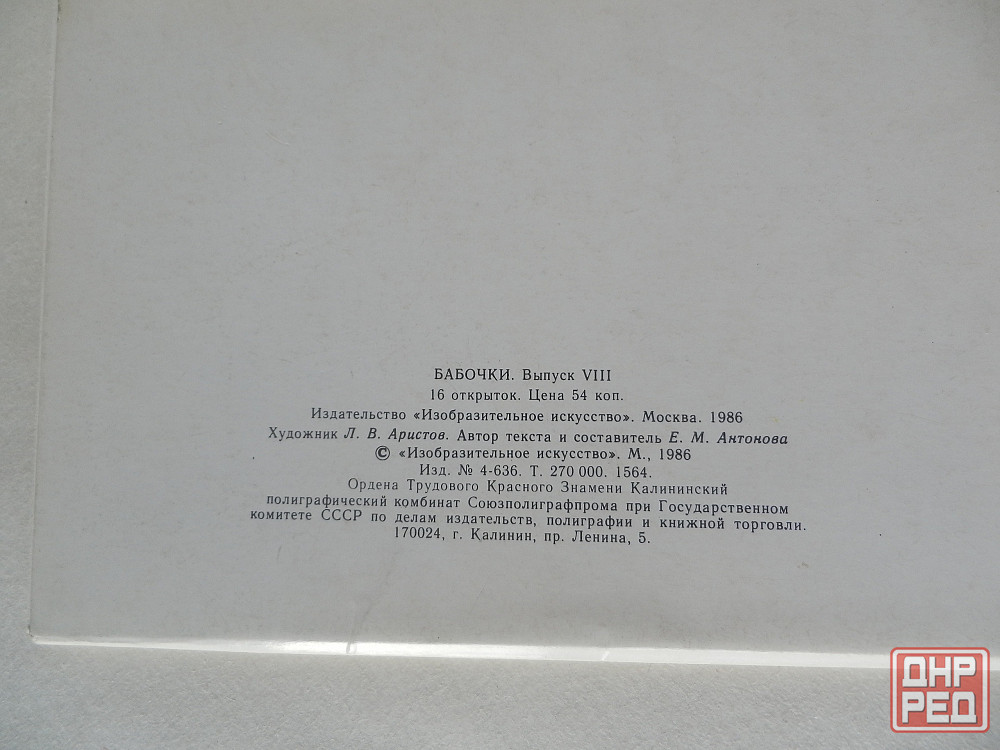 БАБОЧКИ. Выпуск VIII
16 открыток. Цена 54 коп.
Издательство «Изобразительное искусство». Москва. 1986
Художник Л. В. Аристов. Автор текста и составитель Е. М. Антонова
© «Изобразительное искусство». М., 1986
Изд. № 4-636. Т. 270 000. 1564.
Ордена Трудового Красного Знамени Калининский
полиграфический комбинат Союзполиграфпрома при Государственном
комитете СССР по делам издательств, полиграфии и книжной торговли.
170024, г. Калинин, пр. Ленина, 5.
ДНР
РЕД